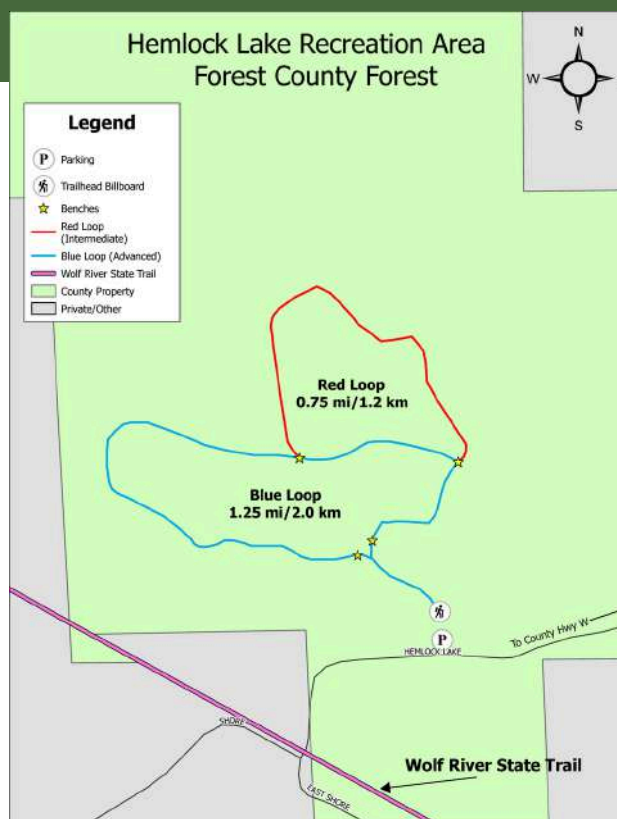 Hemlock Lake Recreation Area
Forest County Forest
N
W
S
Legend
P Parking
Trailhead Billboard
Benches
Red Loop
(Intermediate)
Blue Loop (Advanced)
Wolf River State Trail
County Property
Private/Other
Red Loop
0.75 mi/1.2 km
Blue Loop
1.25 mi/2.0 km
P
To County Hwy W
HEMLOCK LAKE
SHORE
Wolf River State Trail
EAST SHORE